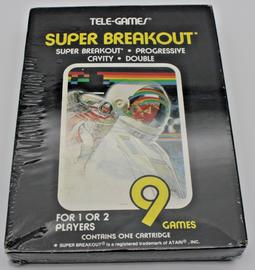 TELE-GAMES®
SUPER BREAKOUT®
SUPER BREAKOUT® • PROGRESSIVE
CAVITY • DOUBLE
FOR 1 OR 2
PLAYERS
9 GAMES
CONTAINS ONE CARTRIDGE
® SUPER BREAKOUT® is a registered trademark of ATARI®, INC.